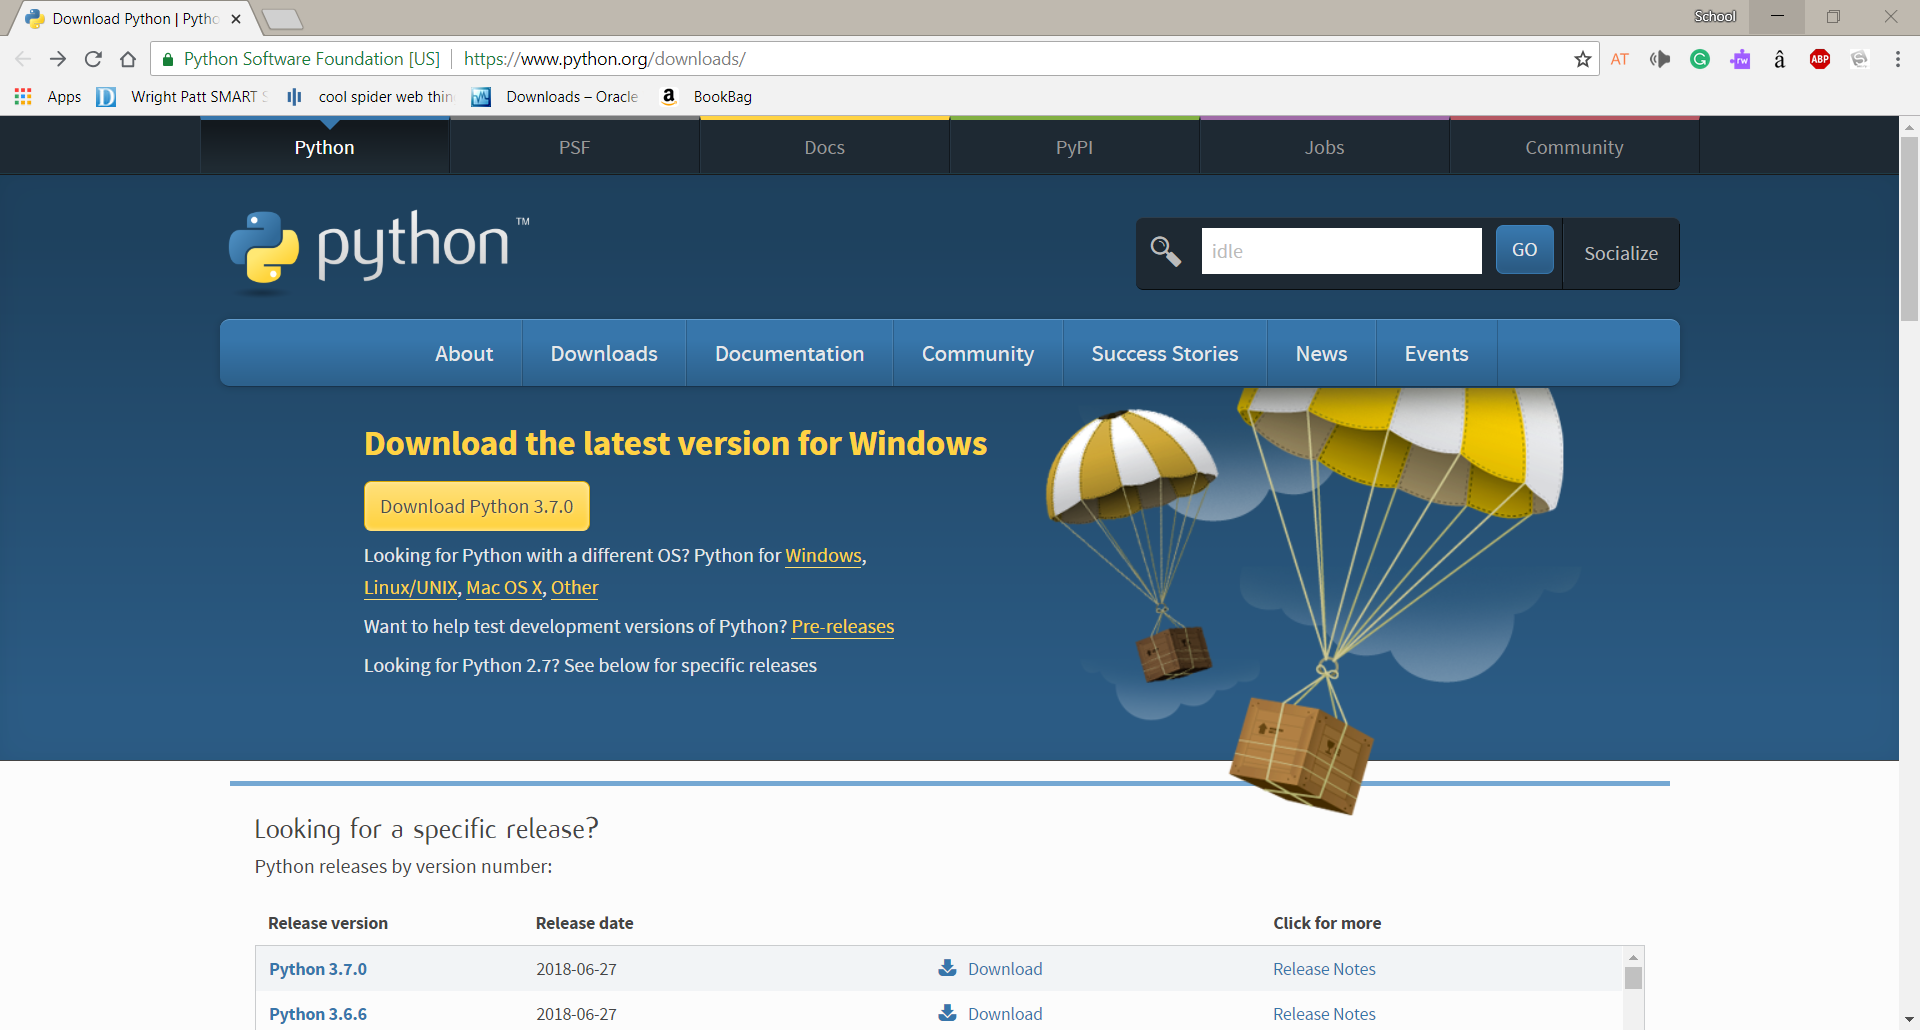 Download Python | Pytho
School
Python Software Foundation [US] https://www.python.org/downloads/
AT rw G â ABP S
Apps D Wright Patt SMART S cool spider web thin Downloads – Oracle a BookBag
Python PSF Docs PyPI Jobs Community
python™
idle GO Socialize
About Downloads Documentation Community Success Stories News Events
Download the latest version for Windows
Download Python 3.7.0
Looking for Python with a different OS? Python for Windows,
Linux/UNIX, Mac OS X, Other
Want to help test development versions of Python? Pre-releases
Looking for Python 2.7? See below for specific releases
Looking for a specific release?
Python releases by version number:
Release version Release date Click for more
Python 3.7.0 2018-06-27 Download Release Notes
Python 3.6.6 2018-06-27 Download Release Notes